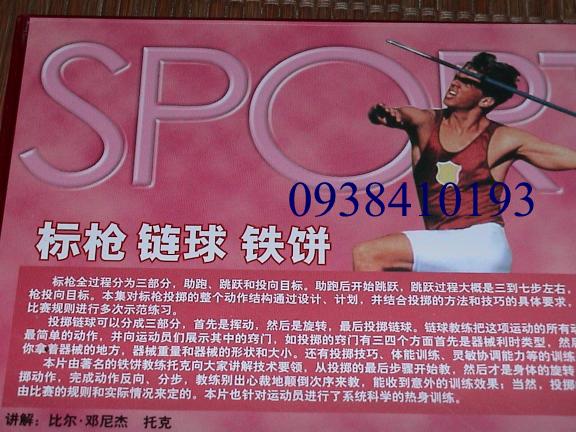 SPORT
0938410193
标枪 链球 铁饼
标枪全过程分为三部分，助跑、跳跃和投向目标。助跑后开始跳跃，跳跃过程大概是三到七步左右，
枪投向目标。本集对标枪投掷的整个动作结构通过设计、计划，并结合投掷的方法和技巧的具体要求，
比赛规则进行多次示范练习。
投掷链球可以分成三部分，首先是挥动，然后是旋转，最后投掷链球。链球教练把这项运动的所有动
最简单的动作，并向运动员们展示其中的窍门，如投掷的窍门有三四个方面首先是器械利时类型，然后
你拿着器械的地方，器械重量和器械的形状和大小。还有投掷技巧、体能训练、灵敏协调能力等的训练
本片由著名的铁饼教练托克向大家讲解技术要领，从投掷的最后步骤开始教，然后才是身体的旋转
掷动作，完成动作反向、分步，教练别出心裁地颠倒次序来教，能收到意外的训练效果；当然，投掷
由比赛的规则和实际情况来定的。本片也针对运动员进行了系统科学的热身训练。
讲解：比尔·邓尼杰 托克